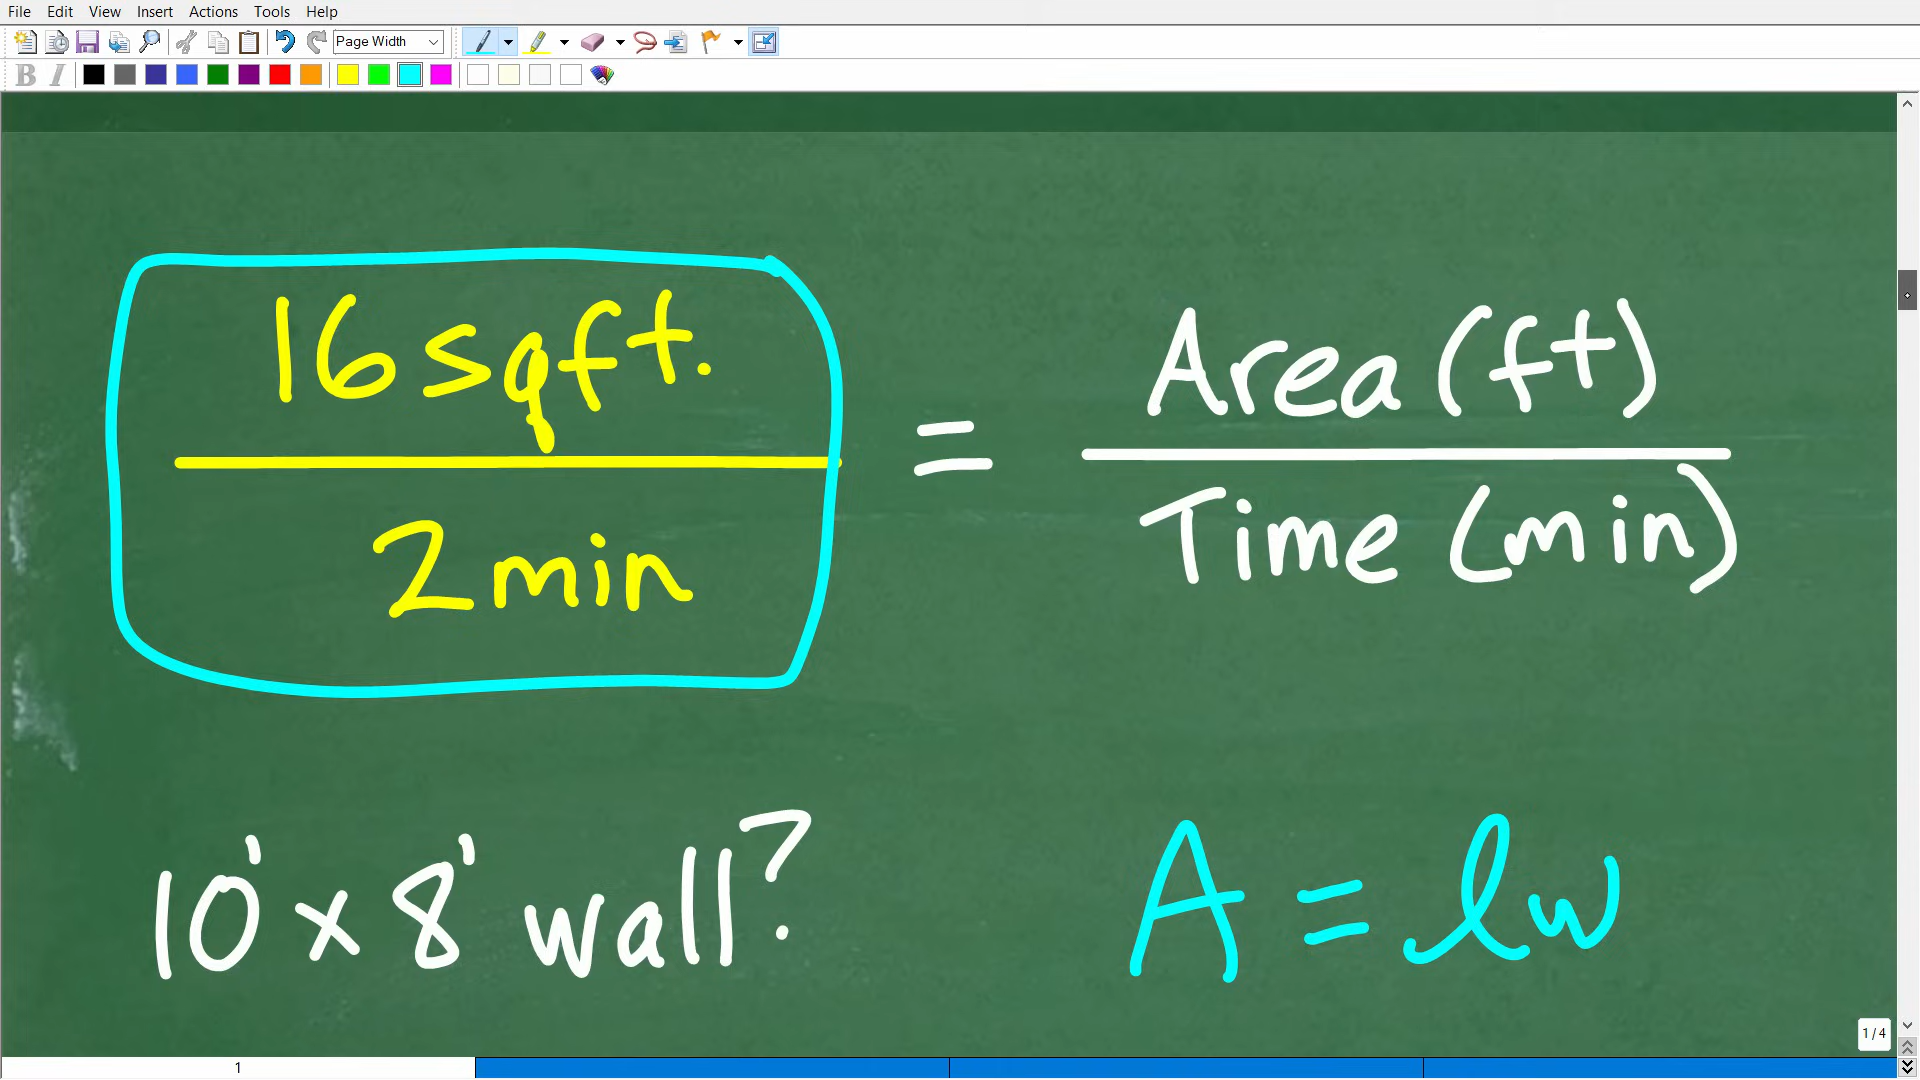 File Edit View Insert Actions Tools Help
Page Width
B I
16 sqft.
2 min
=
Area (ft)
Time (min)
10' x 8' wall?
A = lw
1 / 4
1